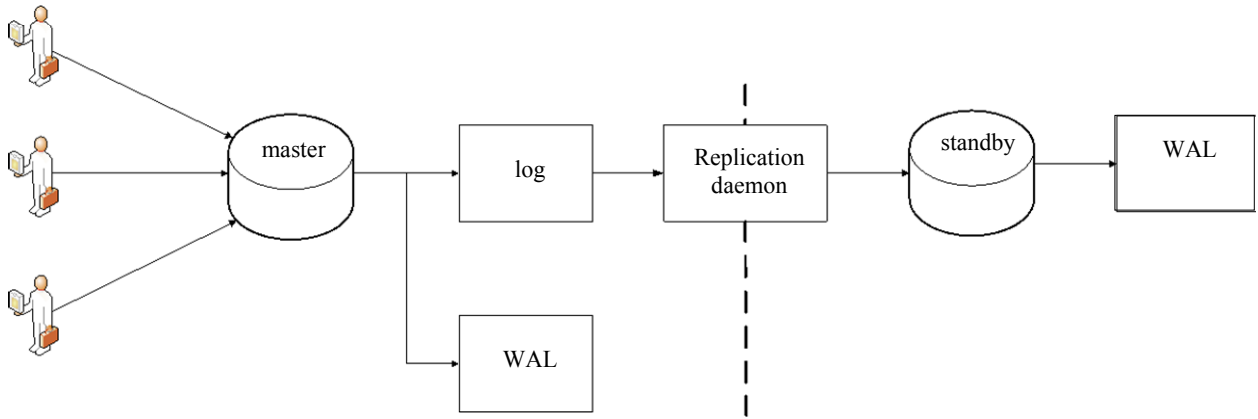 master
log
Replication
daemon
standby
WAL
WAL